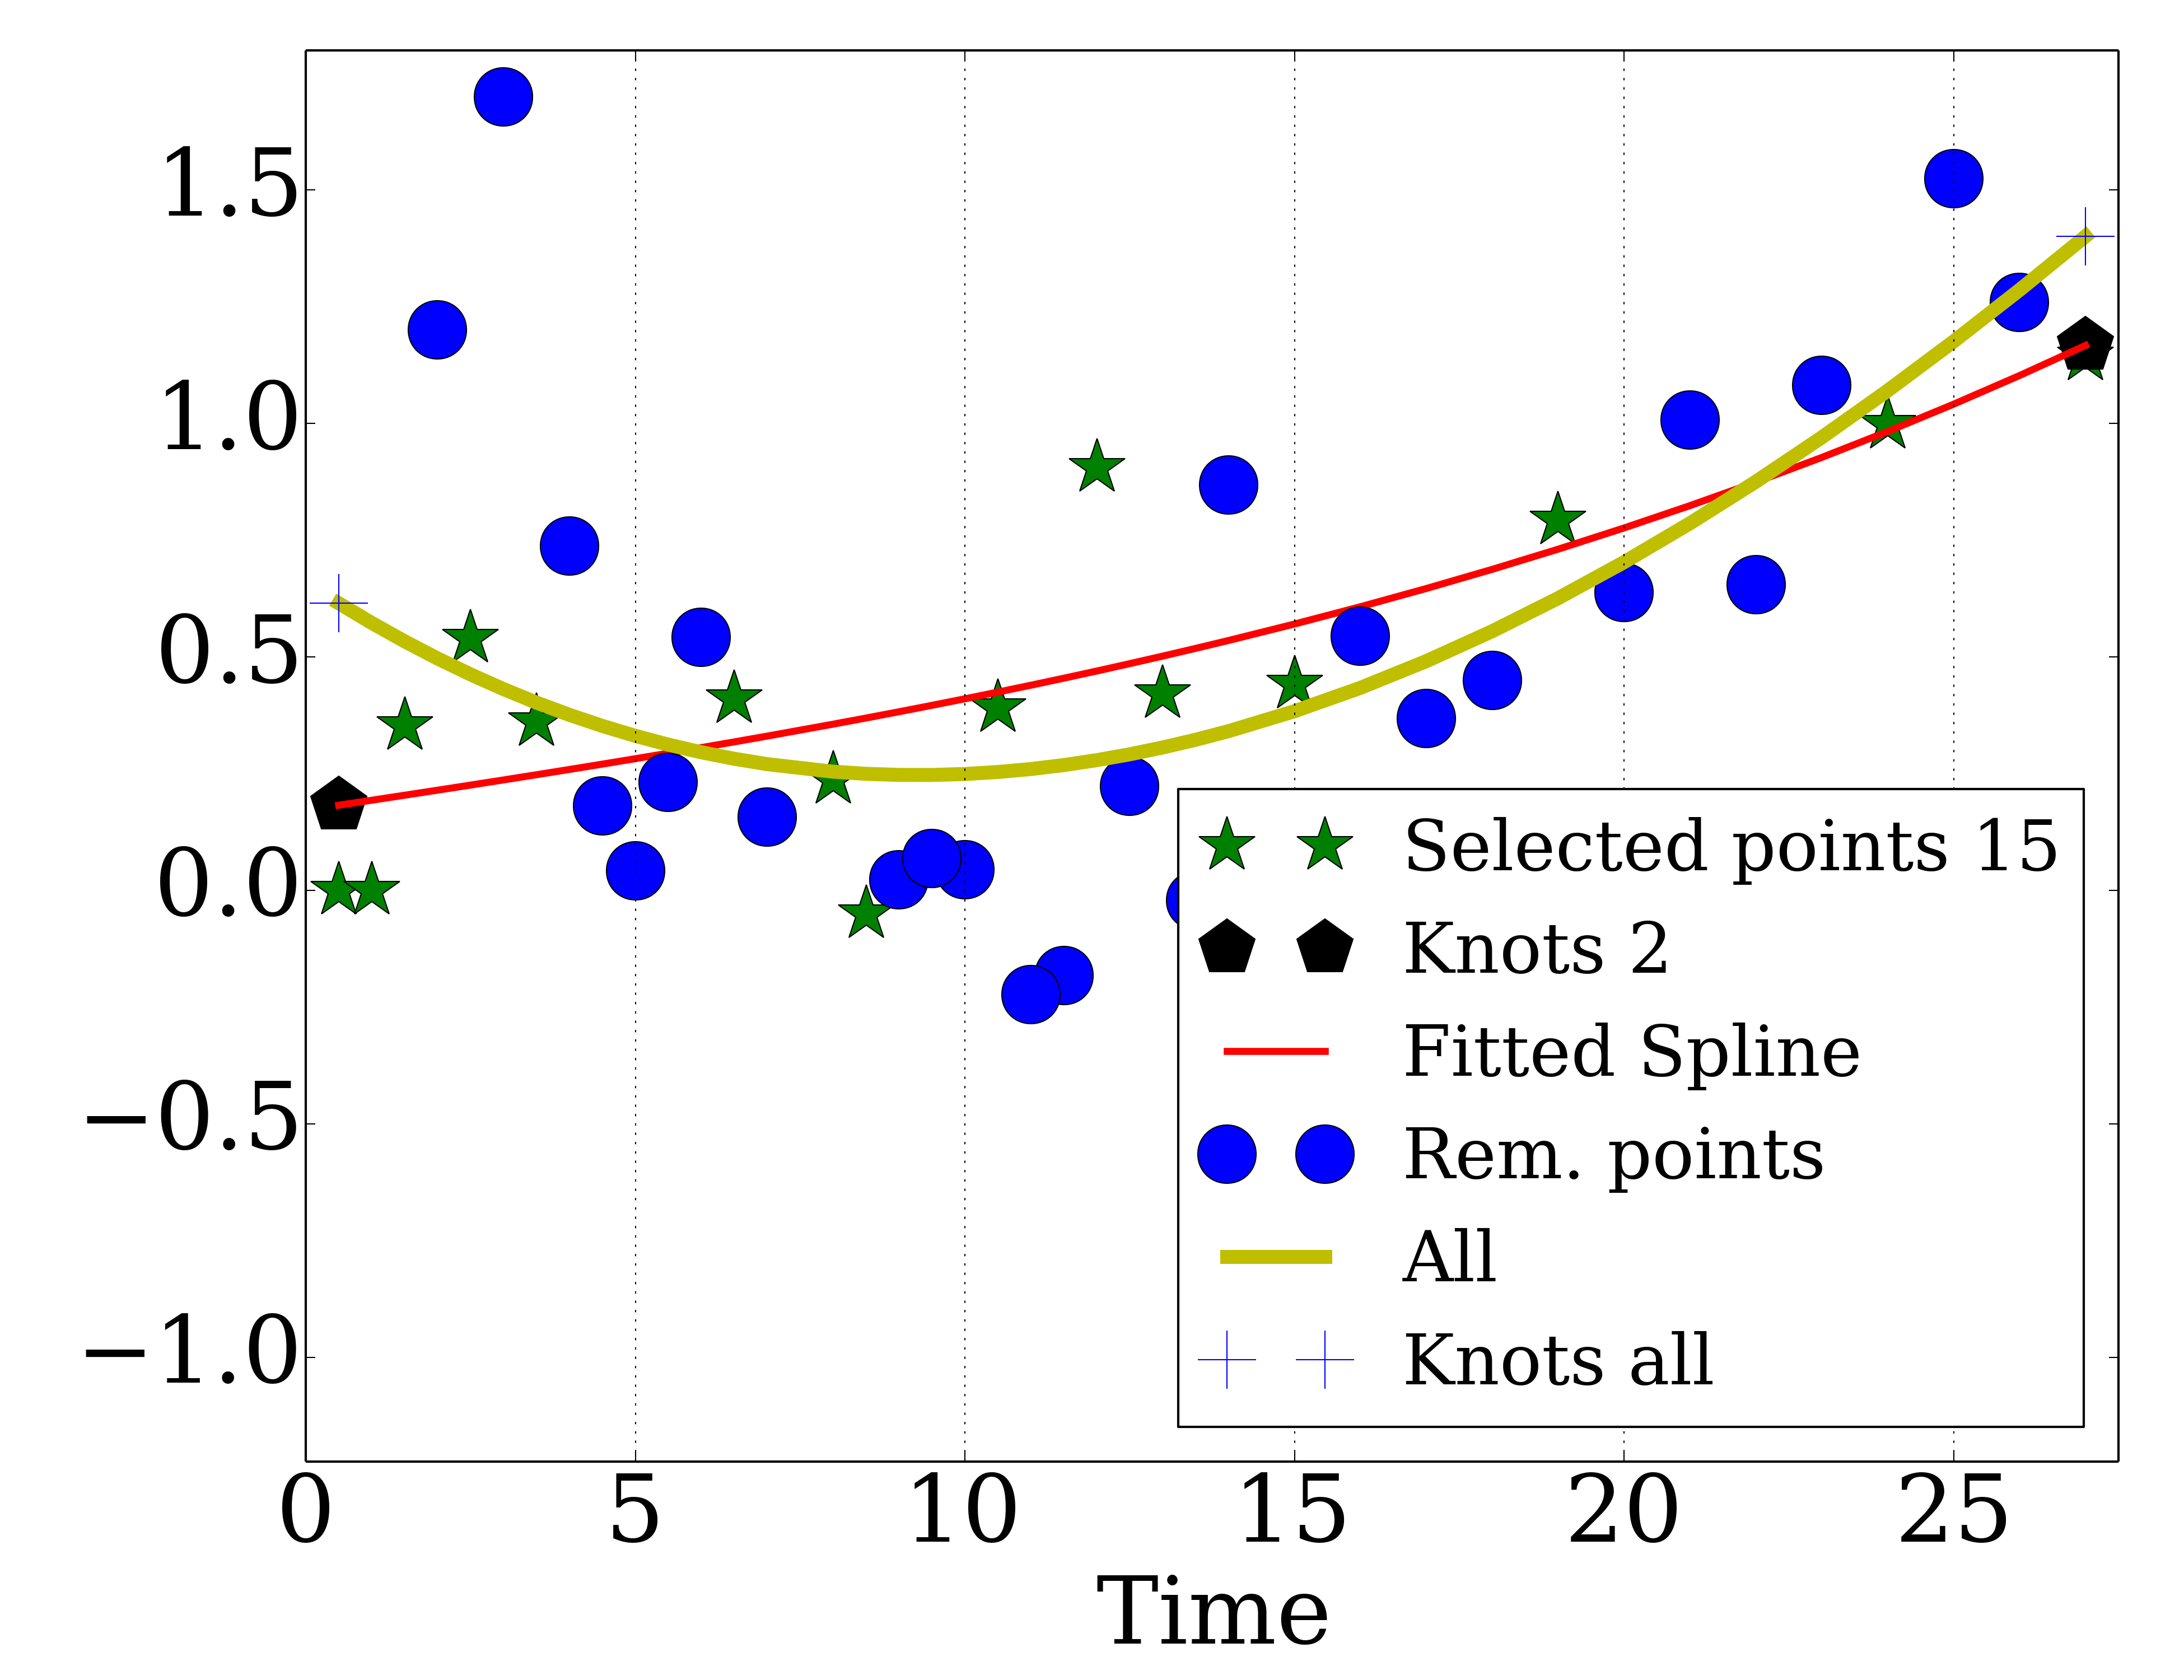 1.5
1.0
0.5
0.0
−0.5
−1.0
0 5 10 15 20 25
Time
Selected points 15
Knots 2
Fitted Spline
Rem. points
All
Knots all